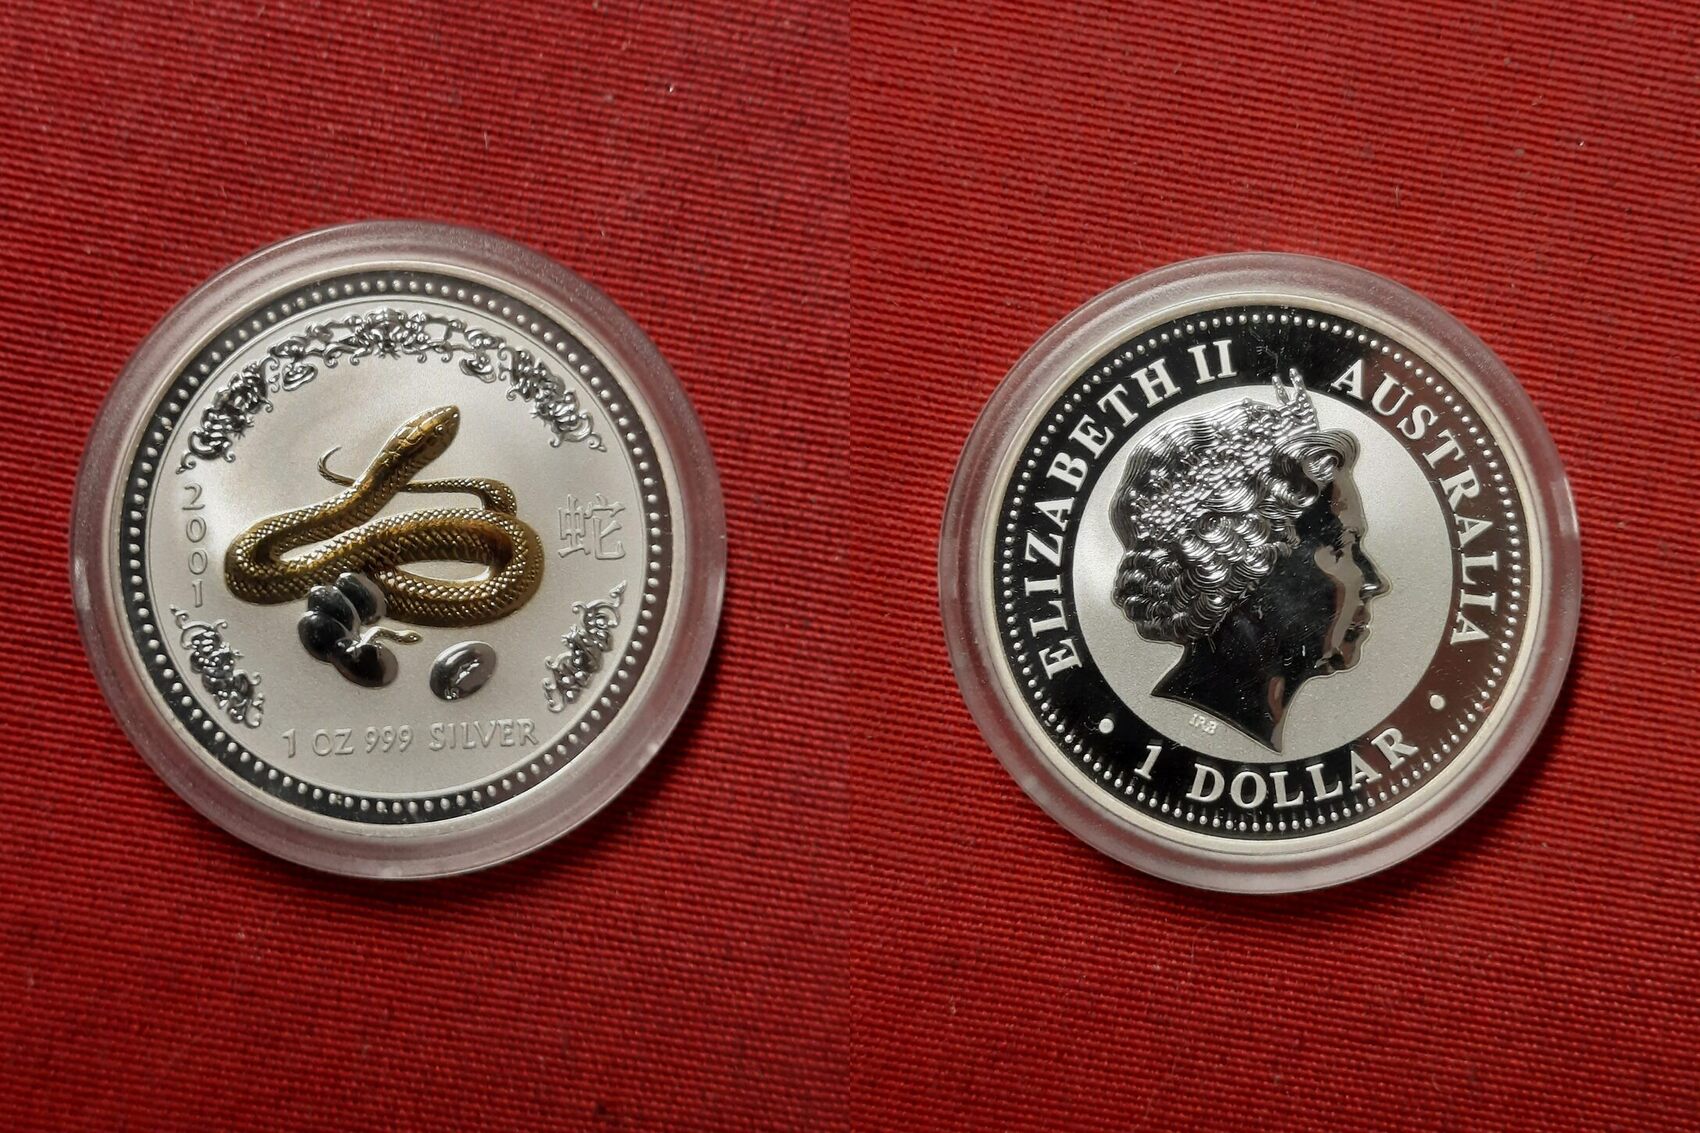 2001
蛇
1 OZ 999 SILVER
ELIZABETH II
AUSTRALIA
IRB
• 1 DOLLAR •